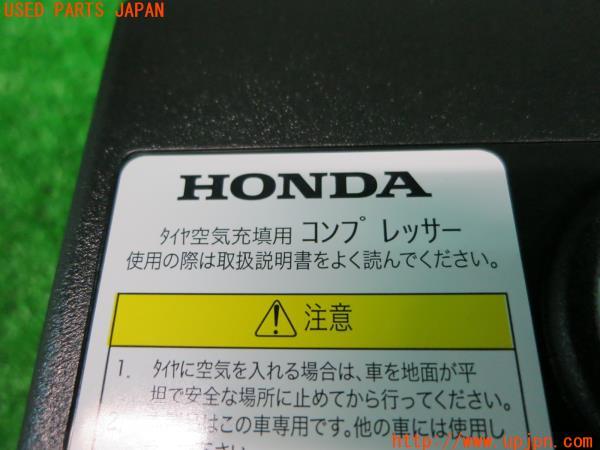 USED PARTS JAPAN
HONDA
タイヤ空気充填用 コンプレッサー
使用の際は取扱説明書をよく読んでください。
注意
1. タイヤに空気を入れる場合は、車を地面が平
坦で安全な場所に止めてから行ってください。
2. はこの車専用です。他の車には使用し
ださい。
http://www.upjpn.com/